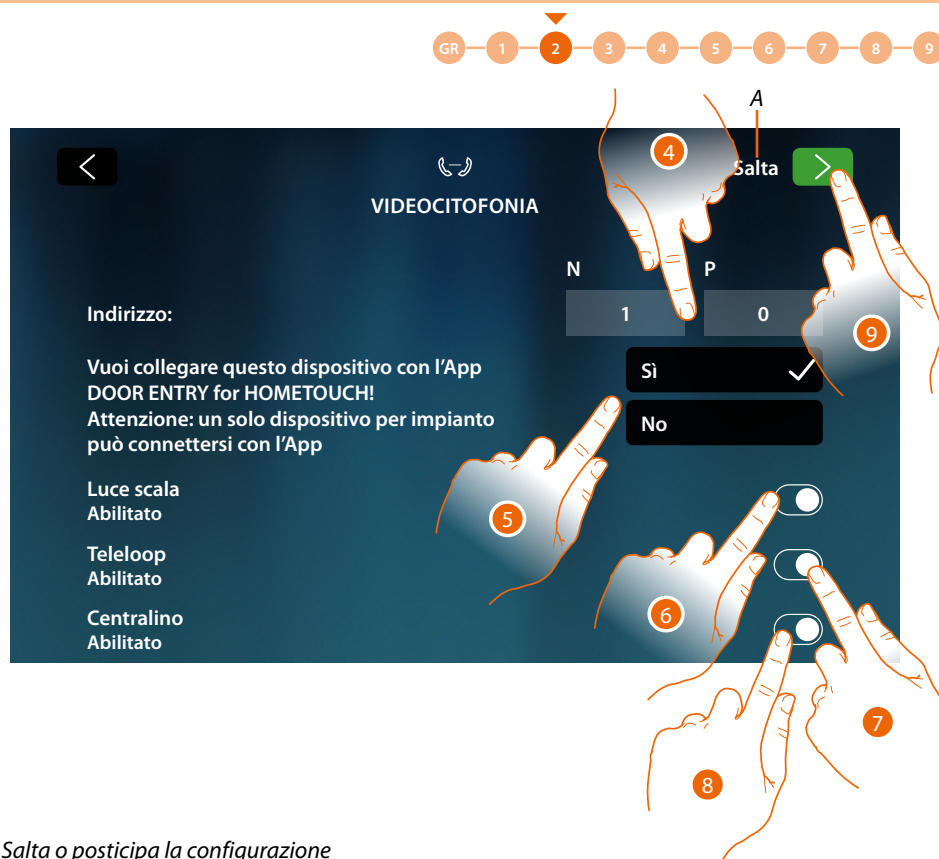 GR 1 2 3 4 5 6 7 8 9
A
4
Salta
VIDEOCITOFONIA
N P
Indirizzo: 1 0
9
Vuoi collegare questo dispositivo con l'App
DOOR ENTRY for HOMETOUCH!
Attenzione: un solo dispositivo per impianto
può connettersi con l'App
Sì
No
5
Luce scala
Abilitato
Teleloop
Abilitato
6
Centralino
Abilitato
7
8
Salta o posticipa la configurazione